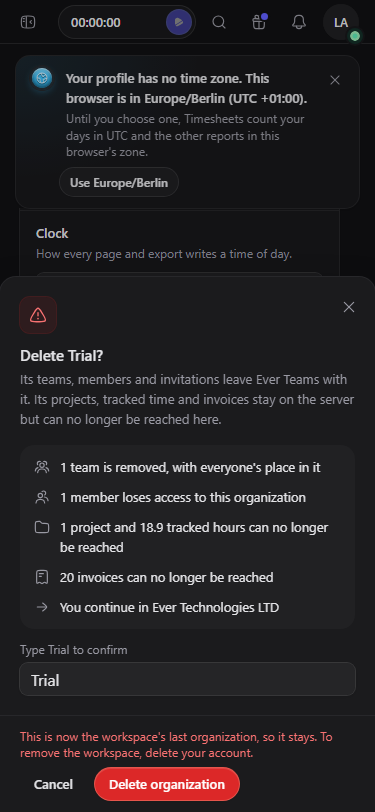 00:00:00
LA
Your profile has no time zone. This
browser is in Europe/Berlin (UTC +01:00).
Until you choose one, Timesheets count your
days in UTC and the other reports in this
browser's zone.
Use Europe/Berlin
Clock
How every page and export writes a time of day.
Delete Trial?
Its teams, members and invitations leave Ever Teams with
it. Its projects, tracked time and invoices stay on the server
but can no longer be reached here.
1 team is removed, with everyone's place in it
1 member loses access to this organization
1 project and 18.9 tracked hours can no longer
be reached
20 invoices can no longer be reached
You continue in Ever Technologies LTD
Type Trial to confirm
Trial
This is now the workspace's last organization, so it stays. To
remove the workspace, delete your account.
Cancel
Delete organization